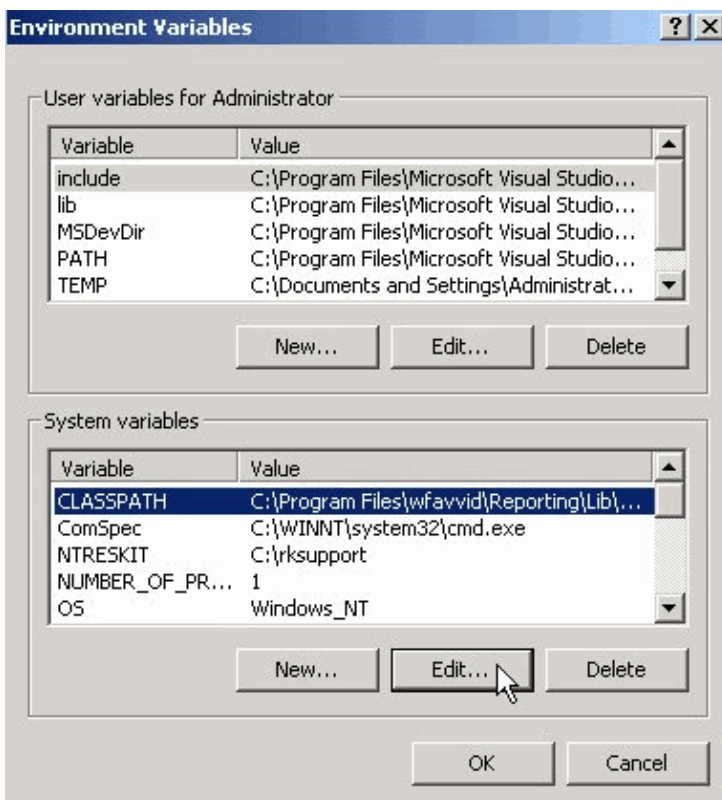 Environment Variables
User variables for Administrator
Variable Value
include C:\Program Files\Microsoft Visual Studio...
lib C:\Program Files\Microsoft Visual Studio...
MSDevDir C:\Program Files\Microsoft Visual Studio...
PATH C:\Program Files\Microsoft Visual Studio...
TEMP C:\Documents and Settings\Administrat...
New... Edit... Delete
System variables
Variable Value
CLASSPATH C:\Program Files\wfavvid\Reporting\Lib\...
ComSpec C:\WINNT\system32\cmd.exe
NTRESKIT C:\rksupport
NUMBER_OF_PR... 1
OS Windows_NT
New... Edit... Delete
OK Cancel